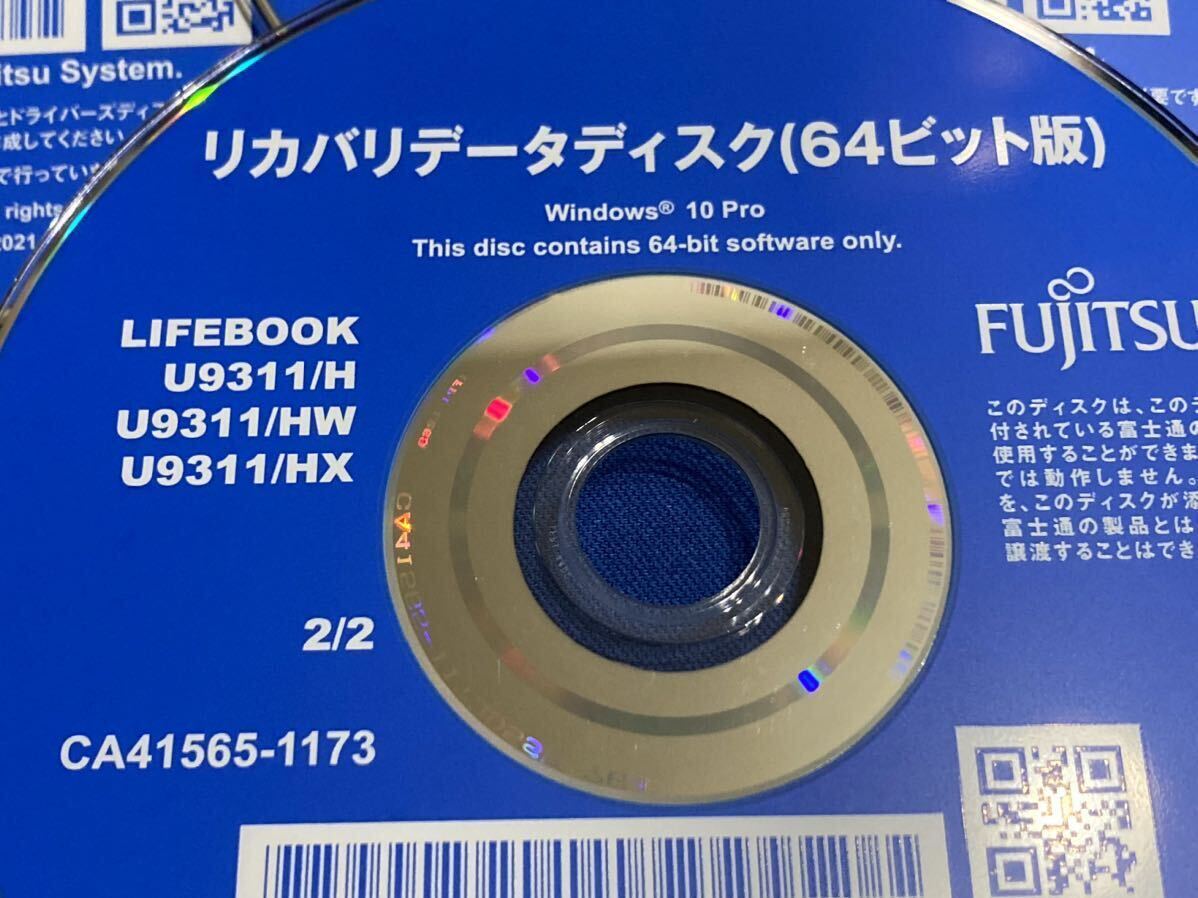 itsu System.
とドライバーズディス
成してください
で行ってい
rights
2021
要です
リカバリデータディスク(64ビット版)
Windows® 10 Pro
This disc contains 64-bit software only.
LIFEBOOK
U9311/H
U9311/HW
U9311/HX
2/2
CA41565-1173
FUJITSU
このディスクは、この
付されている富士通の
使用することができま
では動作しません。
を、このディスクが添
富士通の製品とは
譲渡することはでき
CA41